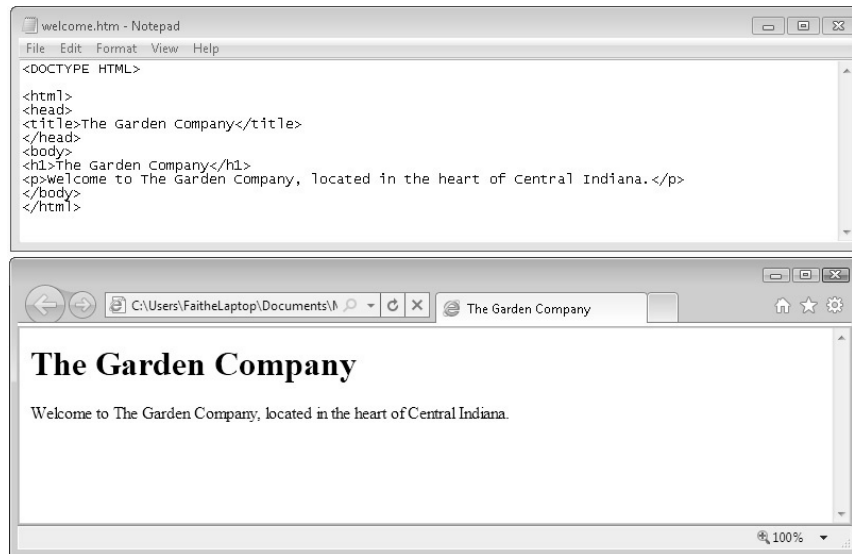 welcome.htm - Notepad
File Edit Format View Help
<DOCTYPE HTML>
<html>
<head>
<title>The Garden Company</title>
</head>
<body>
<h1>The Garden Company</h1>
<p>Welcome to The Garden Company, located in the heart of Central Indiana.</p>
</body>
</html>
C:\Users\FaitheLaptop\Documents\
The Garden Company
The Garden Company
Welcome to The Garden Company, located in the heart of Central Indiana.
100%